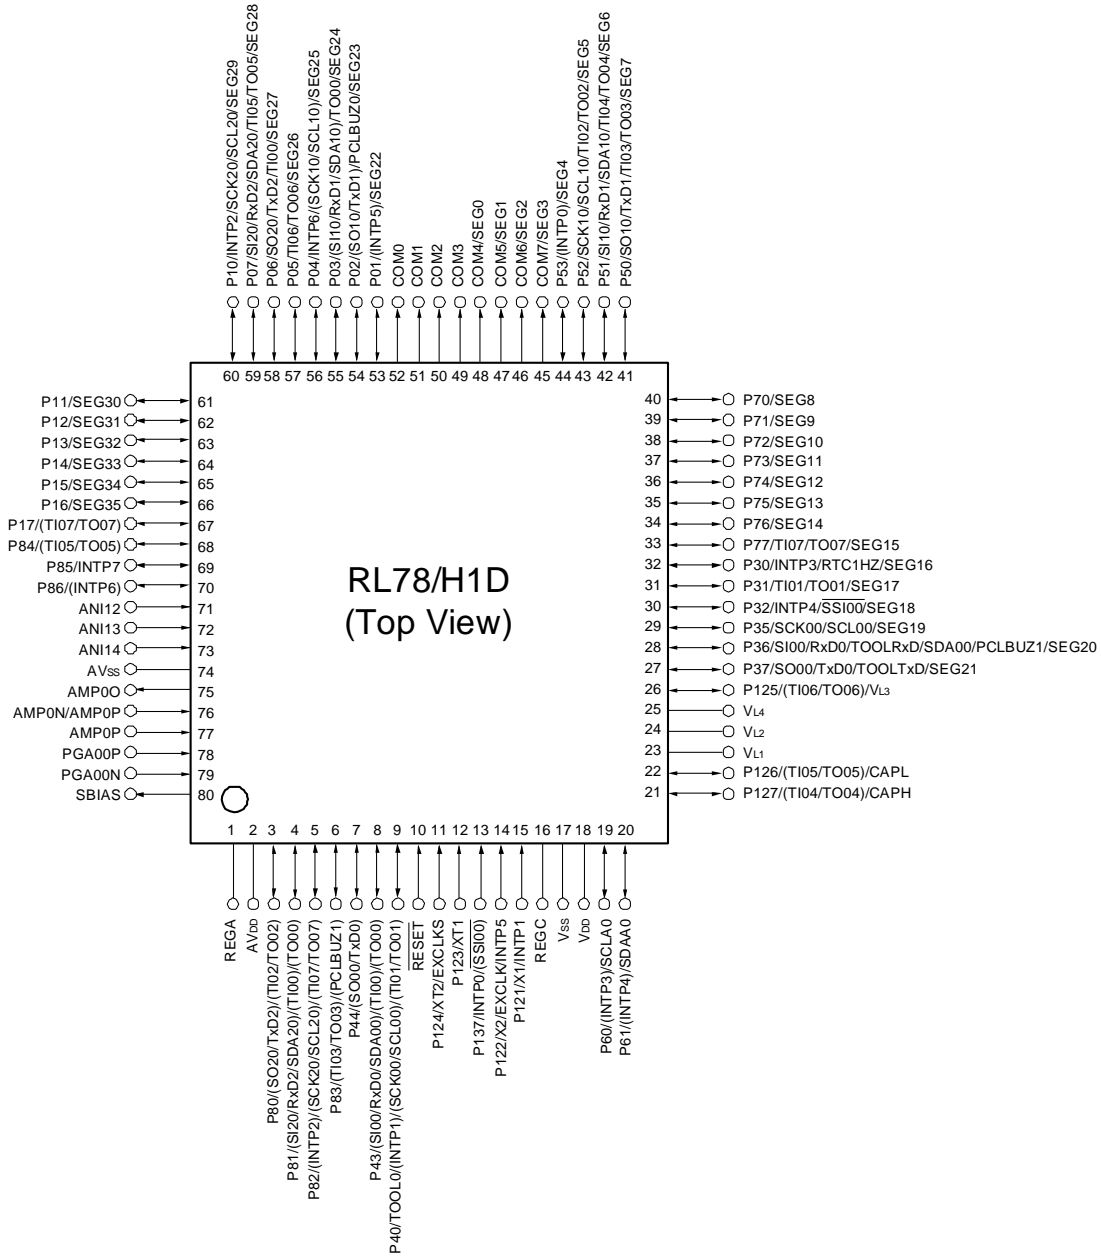 P10/INTP2/SCK20/SCL20/SEG29
P07/SI20/RxD2/SDA20/TI05/TO05/SEG28
P06/SO20/TxD2/TI00/SEG27
P05/TI06/TO06/SEG26
P04/INTP6/(SCK10/SCL10)/SEG25
P03/(SI10/RxD1/SDA10)/TO00/SEG24
P02/(SO10/TxD1)/PCLBUZ0/SEG23
P01/(INTP5)/SEG22
COM0
COM1
COM2
COM3
COM4/SEG0
COM5/SEG1
COM6/SEG2
COM7/SEG3
P53/(INTP0)/SEG4
P52/SCK10/SCL10/TI02/TO02/SEG5
P51/SI10/RxD1/SDA10/TI04/TO04/SEG6
P50/SO10/TxD1/TI03/TO03/SEG7
60 59 58 57 56 55 54 53 52 51 50 49 48 47 46 45 44 43 42 41
P11/SEG30 61
P12/SEG31 62
P13/SEG32 63
P14/SEG33 64
P15/SEG34 65
P16/SEG35 66
P17/(TI07/TO07) 67
P84/(TI05/TO05) 68
P85/INTP7 69
P86/(INTP6) 70
ANI12 71
ANI13 72
ANI14 73
AVSS 74
AMP0O 75
AMP0N/AMP0P 76
AMP0P 77
PGA00P 78
PGA00N 79
SBIAS 80
RL78/H1D
(Top View)
40 P70/SEG8
39 P71/SEG9
38 P72/SEG10
37 P73/SEG11
36 P74/SEG12
35 P75/SEG13
34 P76/SEG14
33 P77/TI07/TO07/SEG15
32 P30/INTP3/RTC1HZ/SEG16
31 P31/TI01/TO01/SEG17
30 P32/INTP4/SSI00/SEG18
29 P35/SCK00/SCL00/SEG19
28 P36/SI00/RxD0/TOOLRxD/SDA00/PCLBUZ1/SEG20
27 P37/SO00/TxD0/TOOLTxD/SEG21
26 P125/(TI06/TO06)/VL3
25 VL4
24 VL2
23 VL1
22 P126/(TI05/TO05)/CAPL
21 P127/(TI04/TO04)/CAPH
1 2 3 4 5 6 7 8 9 10 11 12 13 14 15 16 17 18 19 20
REGA
AVDD
P80/(SO20/TxD2)/(TI02/TO02)
P81/(SI20/RxD2/SDA20)/(TI00)/(TO00)
P82/(INTP2)/(SCK20/SCL20)/(TI07/TO07)
P83/(TI03/TO03)/(PCLBUZ1)
P44/(SO00/TxD0)
P43/(SI00/RxD0/SDA00)/(TI00)/(TO00)
P40/TOOL0/(INTP1)/(SCK00/SCL00)/(TI01/TO01)
RESET
P124/XT2/EXCLKS
P123/XT1
P137/INTP0/(SSI00)
P122/X2/EXCLK/INTP5
P121/X1/INTP1
REGC
VSS
VDD
P60/(INTP3)/SCLA0
P61/(INTP4)/SDAA0